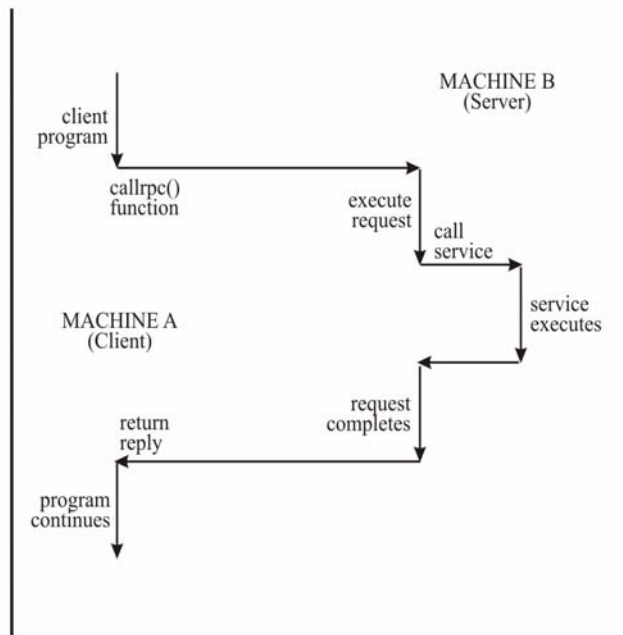 MACHINE B
(Server)
client
program
callrpc()
function
execute
request
call
service
MACHINE A
(Client)
service
executes
request
completes
return
reply
program
continues